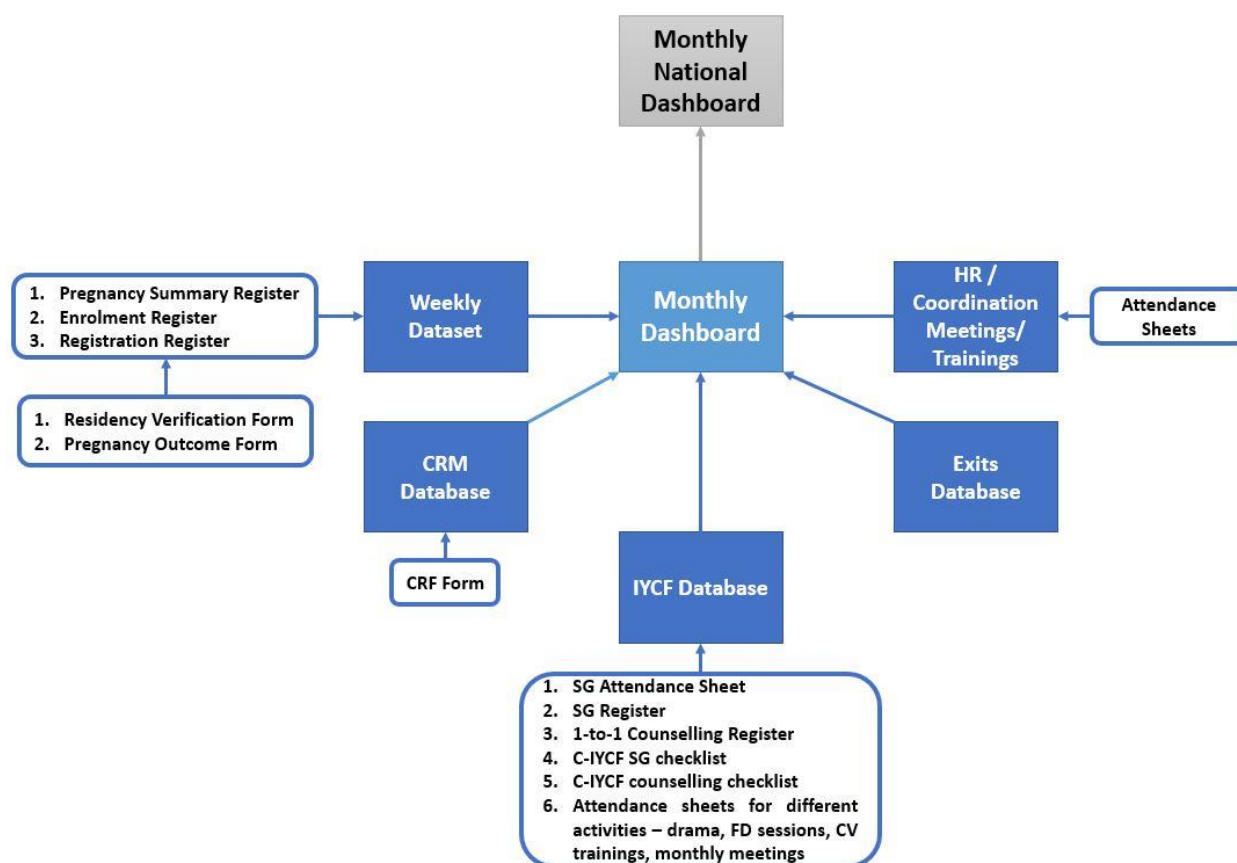 Monthly
National
Dashboard
1. Pregnancy Summary Register
2. Enrolment Register
3. Registration Register
Weekly
Dataset
Monthly
Dashboard
HR /
Coordination
Meetings/
Trainings
Attendance
Sheets
1. Residency Verification Form
2. Pregnancy Outcome Form
CRM
Database
Exits
Database
CRF Form
IYCF Database
1. SG Attendance Sheet
2. SG Register
3. 1-to-1 Counselling Register
4. C-IYCF SG checklist
5. C-IYCF counselling checklist
6. Attendance sheets for different
activities – drama, FD sessions, CV
trainings, monthly meetings